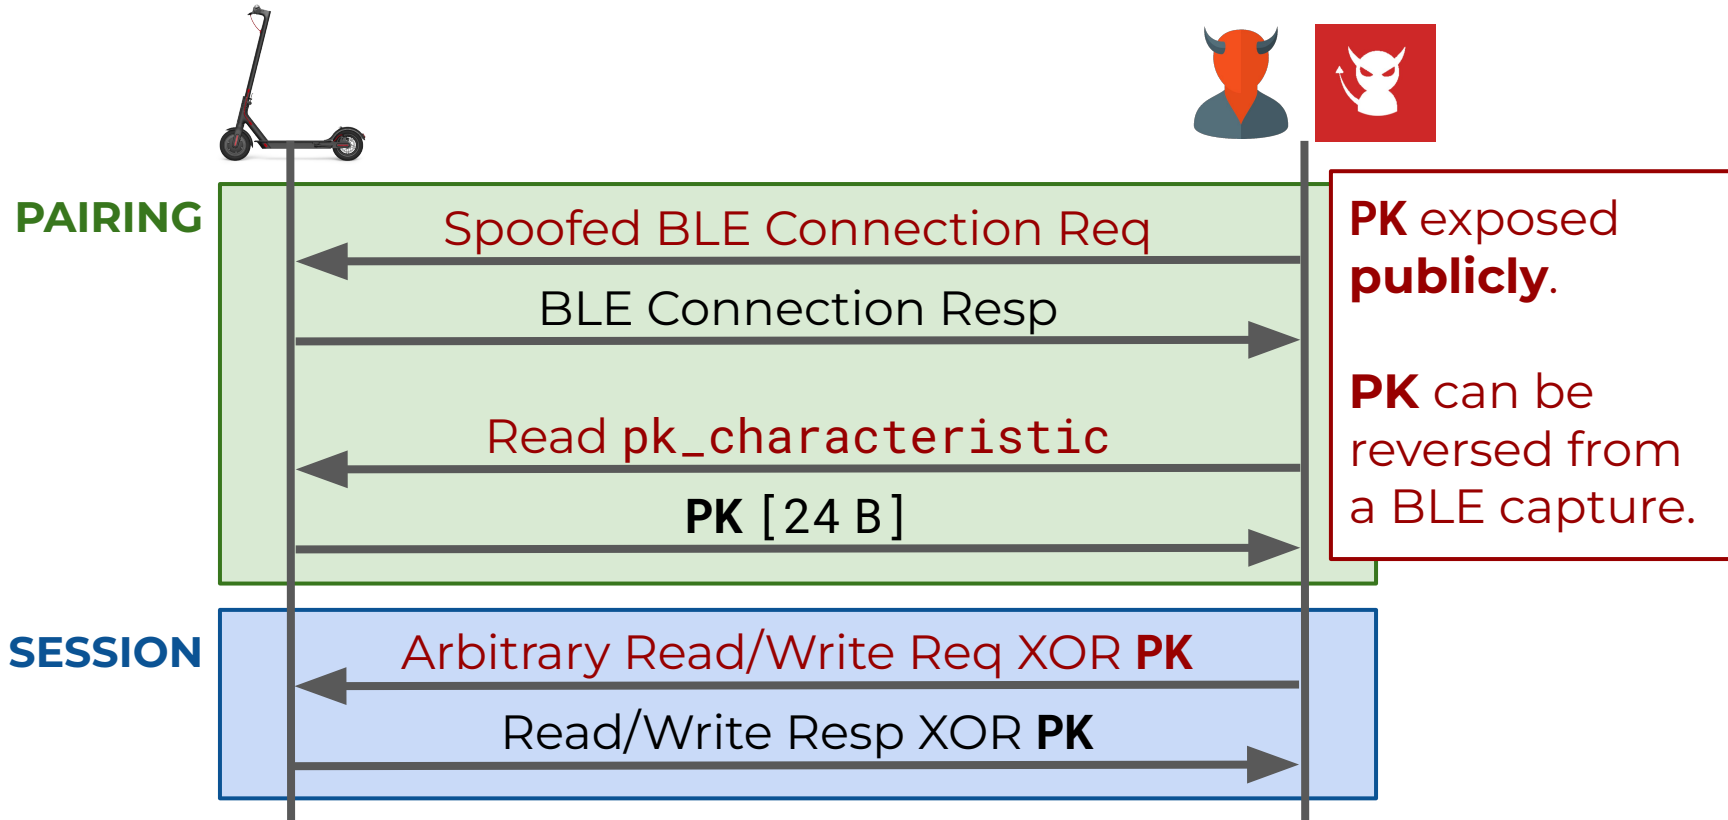 PAIRING
Spoofed BLE Connection Req
BLE Connection Resp
Read pk_characteristic
PK [24 B]
PK exposed
publicly.
PK can be
reversed from
a BLE capture.
SESSION
Arbitrary Read/Write Req XOR PK
Read/Write Resp XOR PK